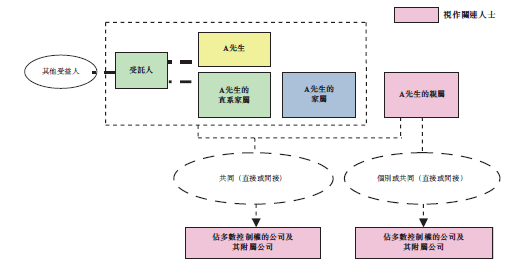 視作關連人士
其他受益人
受託人
A先生
A先生的
直系家屬
A先生的
家屬
A先生的親屬
共同（直接或間接）
個別或共同（直接或間接）
佔多數控制權的公司及
其附屬公司
佔多數控制權的公司及
其附屬公司